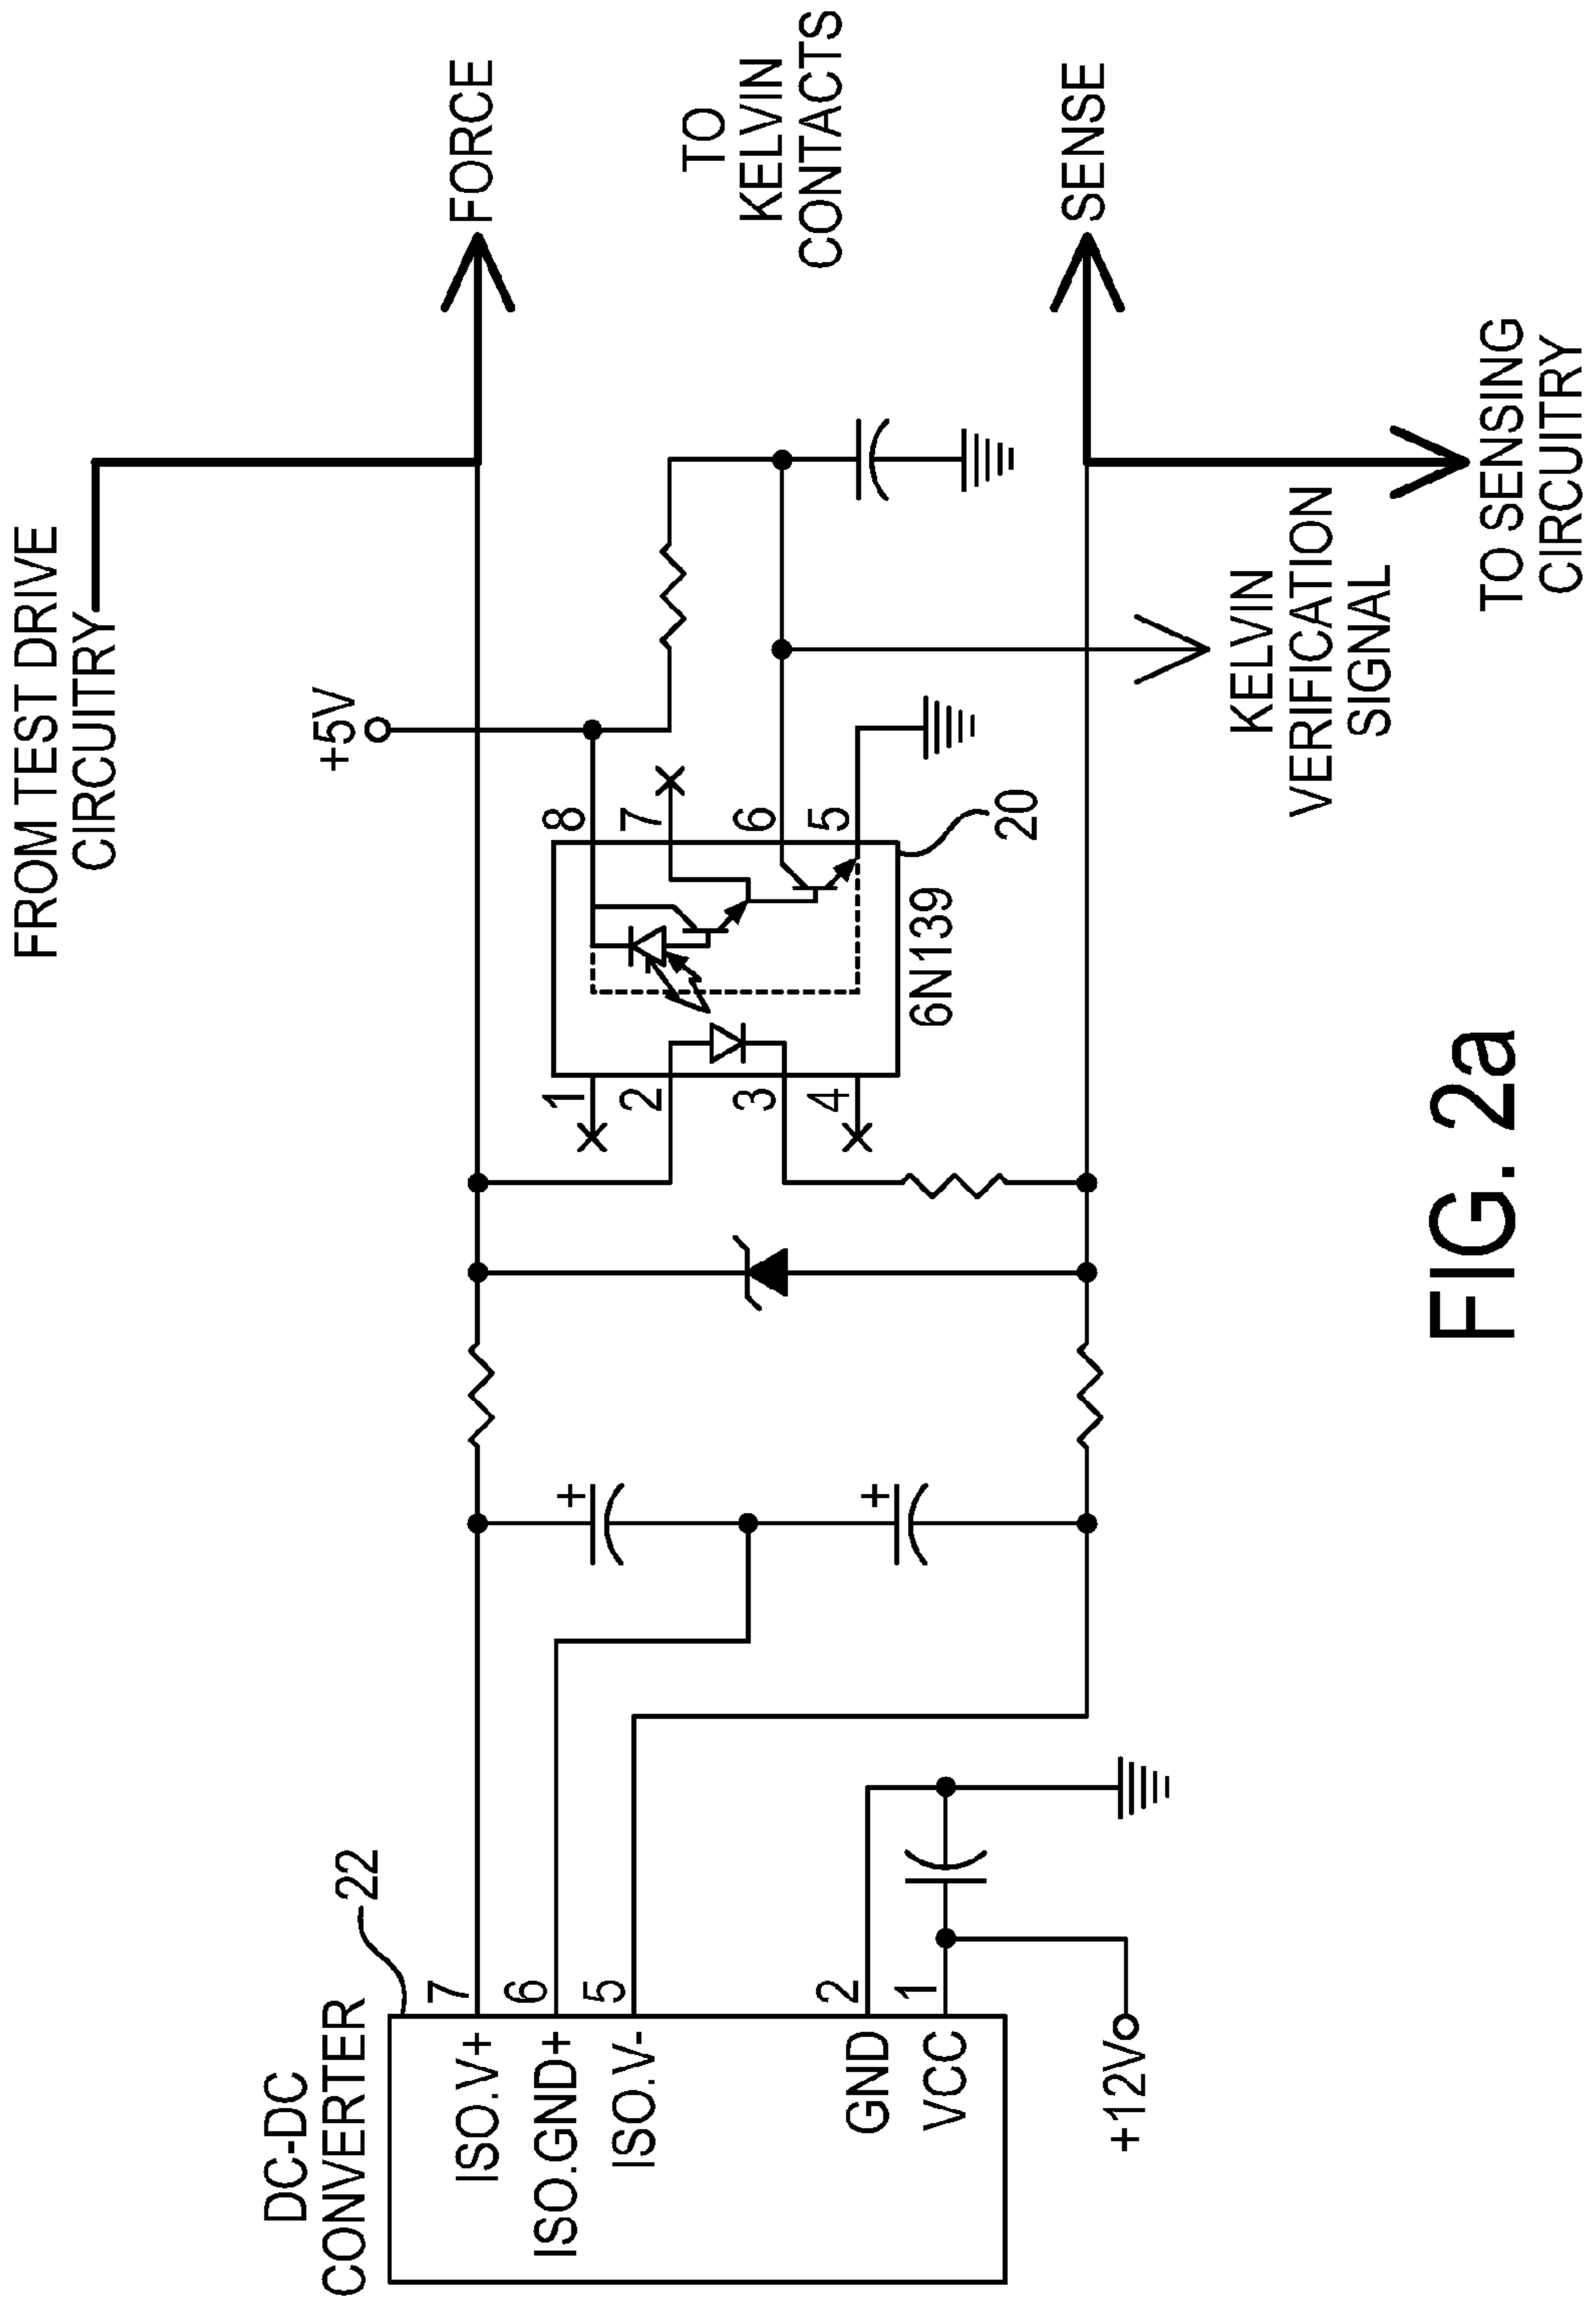 FROM TEST DRIVE
CIRCUITRY
FORCE
TO
KELVIN
CONTACTS
SENSE
TO SENSING
CIRCUITRY
KELVIN
VERIFICATION
SIGNAL
+5V
8
7
6
5
20
6N139
1
2
3
4
+
+
DC-DC
CONVERTER
22
ISO.V+
7
ISO.GND+
6
ISO.V-
5
GND
2
VCC
1
+12V
FIG. 2a